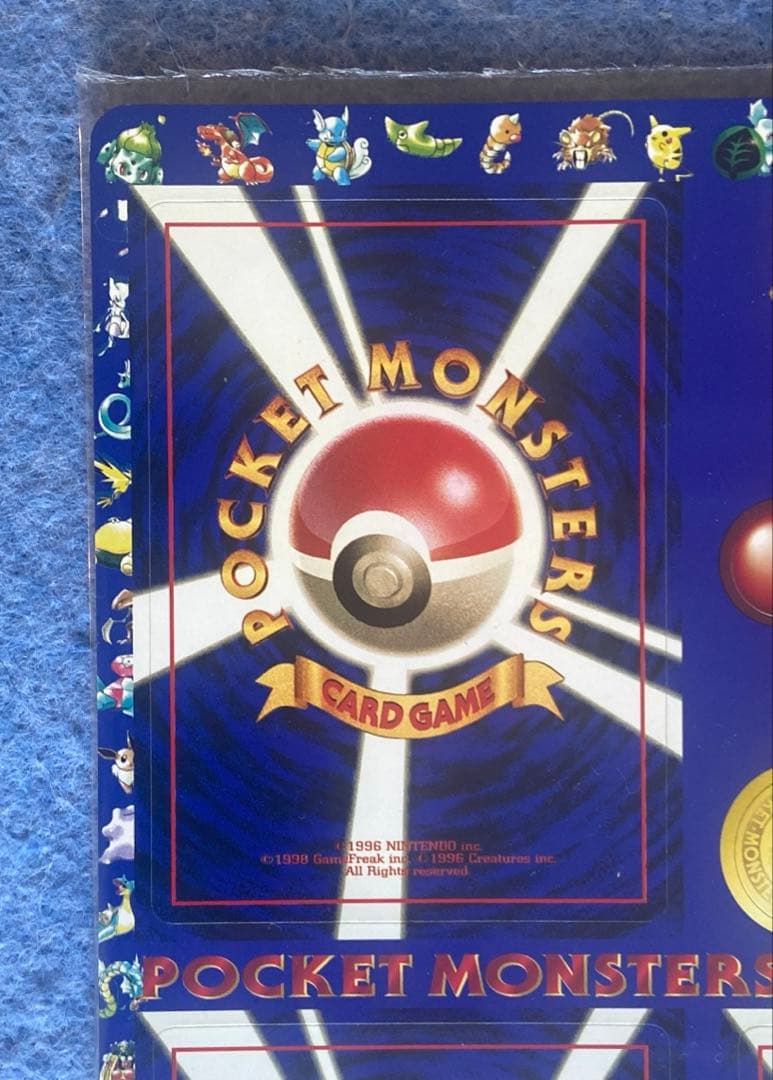 POCKET MONSTERS
CARD GAME
©1996 NINTENDO inc.
©1998 GameFreak inc. ©1996 Creatures inc.
All Rights reserved.
POCKET MONSTERS